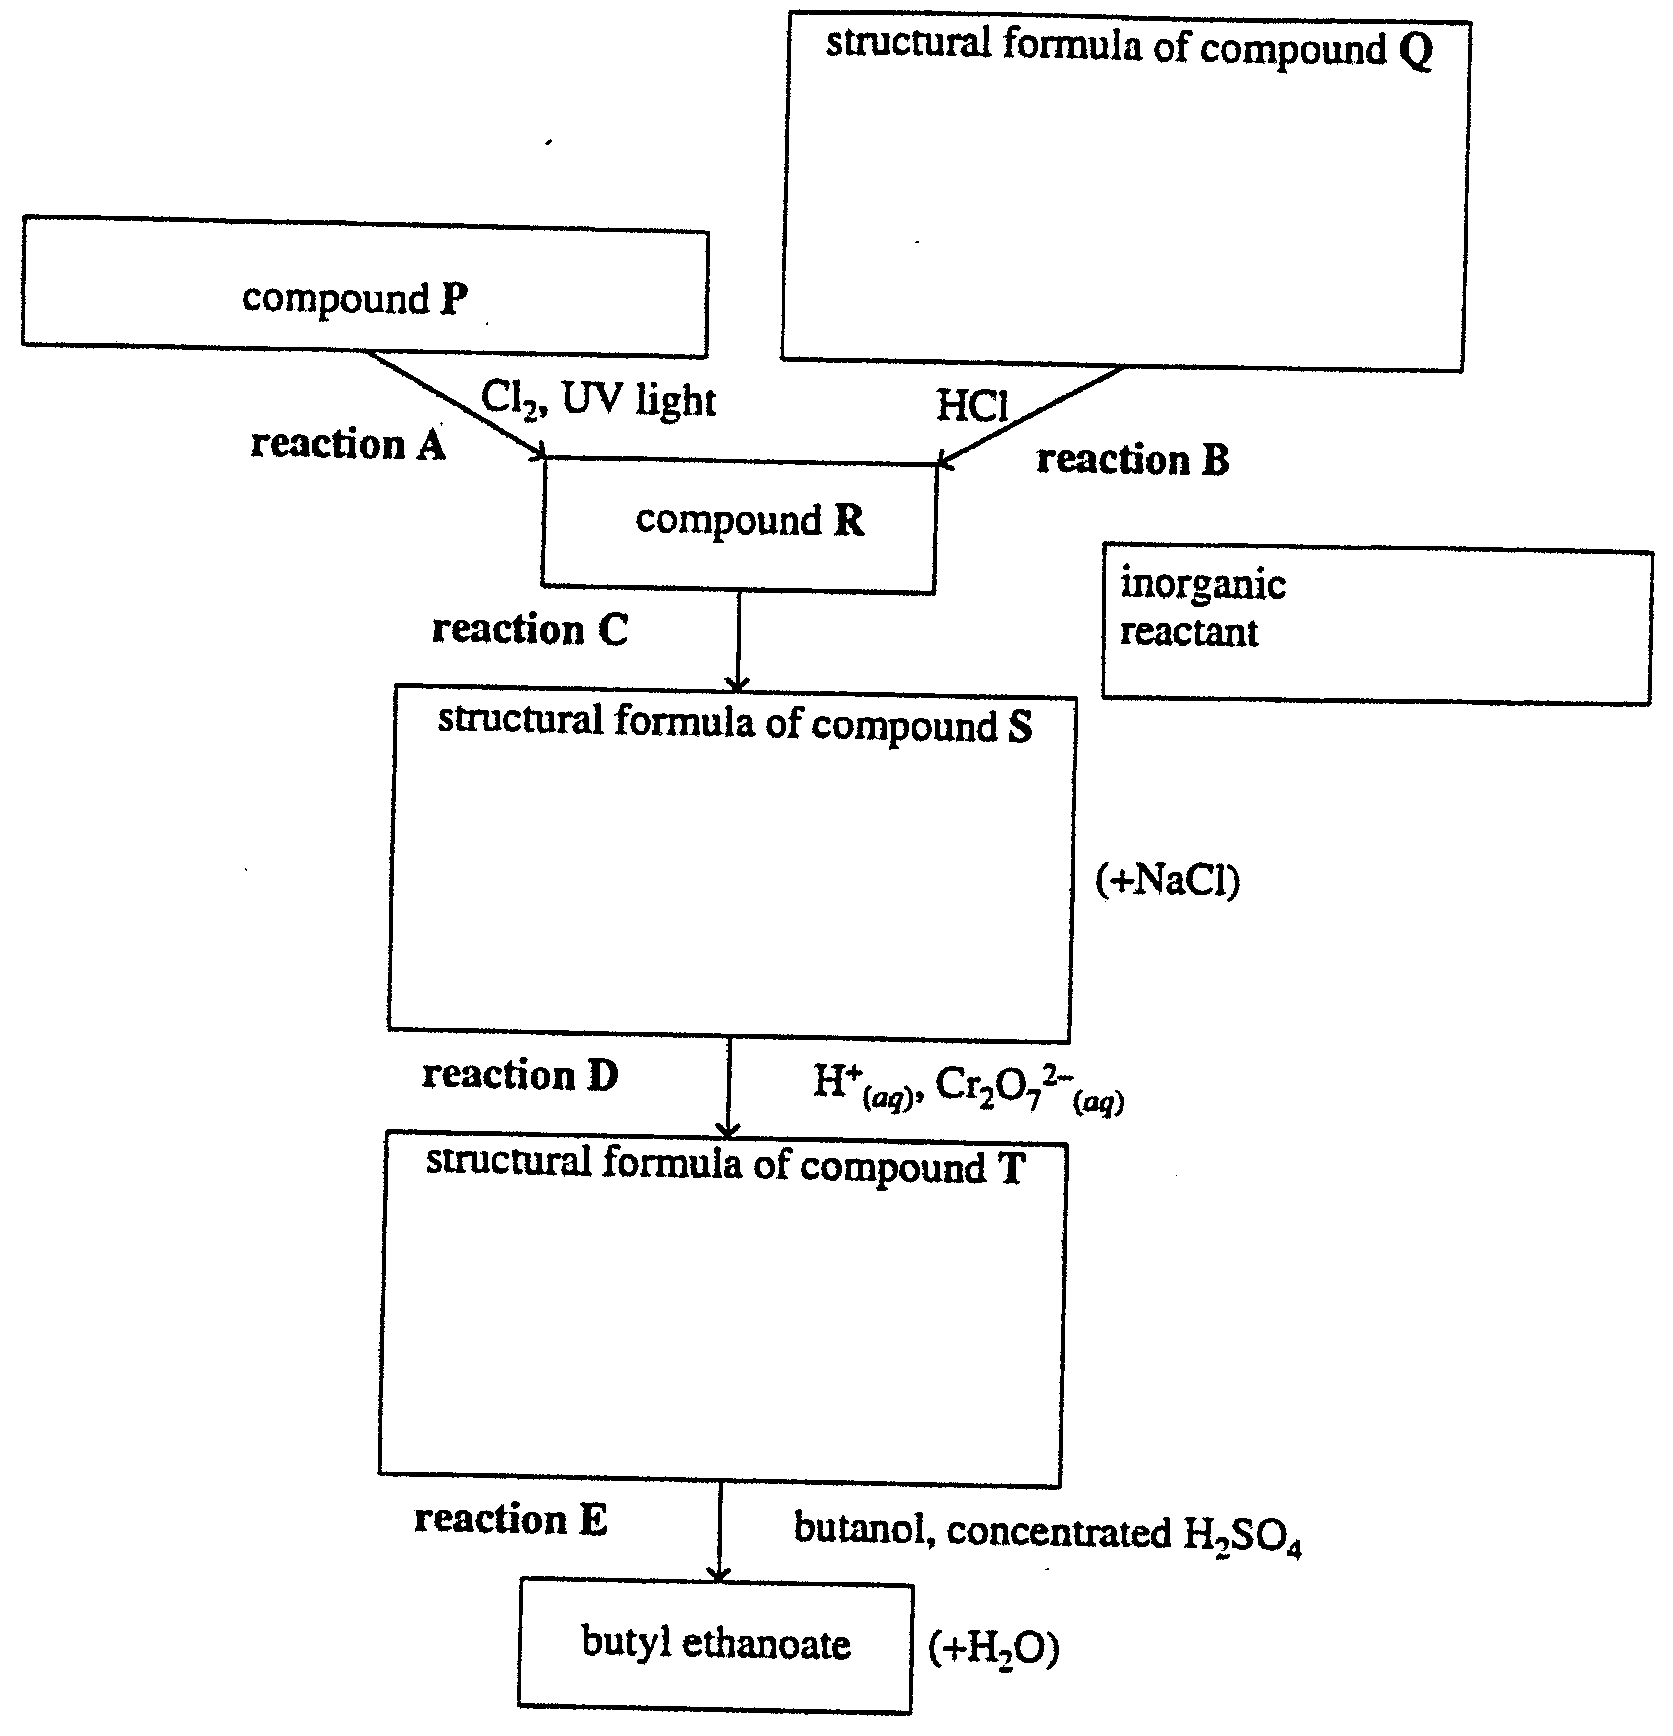 structural formula of compound Q
compound P
Cl₂, UV light
HCl
reaction A
reaction B
compound R
inorganic
reactant
reaction C
structural formula of compound S
(+NaCl)
reaction D
H⁺(aq), Cr₂O₇²⁻(aq)
structural formula of compound T
reaction E
butanol, concentrated H₂SO₄
butyl ethanoate
(+H₂O)